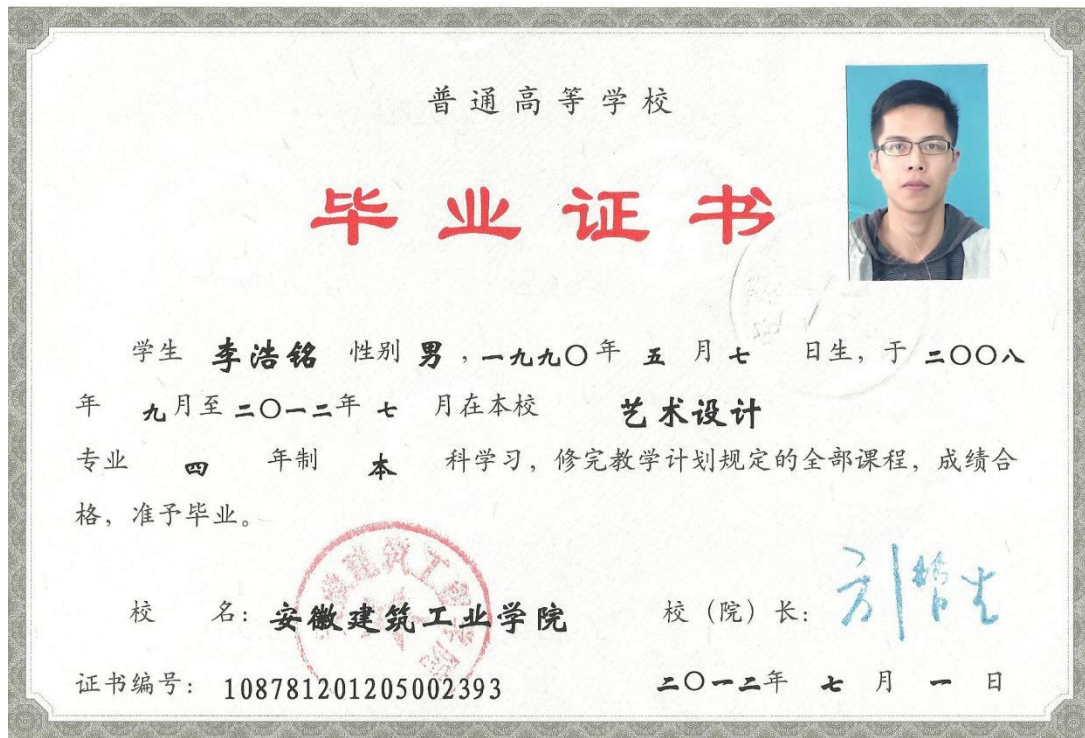 普通高等学校
毕业证书
学生 李浩铭 性别 男,一九九〇年 五 月 七 日生,于 二〇〇八
年 九月至二〇一二年 七 月在本校 艺术设计
专业 四 年制 本 科学习,修完教学计划规定的全部课程,成绩合
格,准予毕业。
校 名:安徽建筑工业学院 校(院)长:
证书编号:108781201205002393 二〇一二年 七 月 一 日